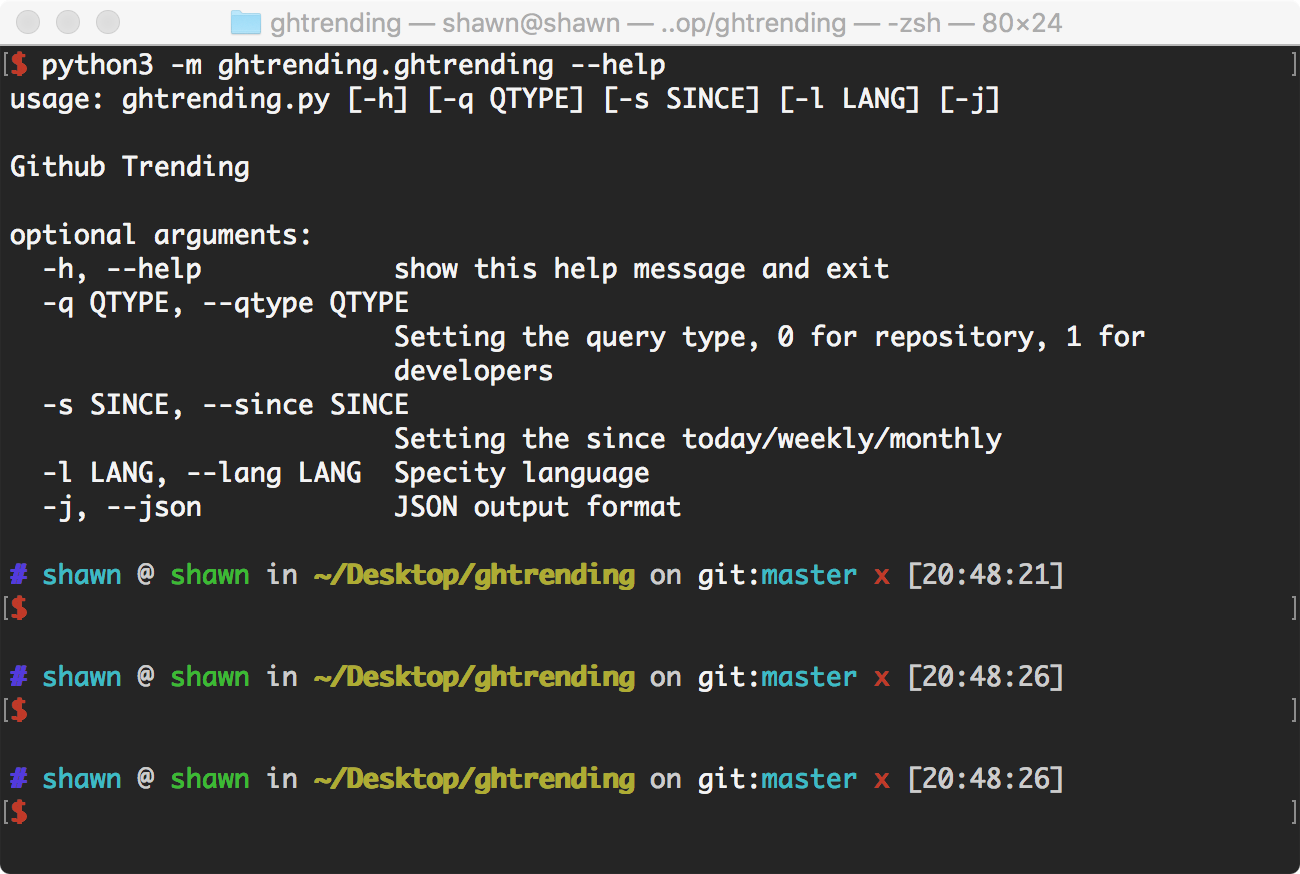 ghtrending — shawn@shawn — ..op/ghtrending — -zsh — 80×24
[$ python3 -m ghtrending.ghtrending --help ]
usage: ghtrending.py [-h] [-q QTYPE] [-s SINCE] [-l LANG] [-j]
Github Trending
optional arguments:
  -h, --help            show this help message and exit
  -q QTYPE, --qtype QTYPE
                        Setting the query type, 0 for repository, 1 for
                        developers
  -s SINCE, --since SINCE
                        Setting the since today/weekly/monthly
  -l LANG, --lang LANG  Specity language
  -j, --json            JSON output format
# shawn @ shawn in ~/Desktop/ghtrending on git:master x [20:48:21]
[$ ]
# shawn @ shawn in ~/Desktop/ghtrending on git:master x [20:48:26]
[$ ]
# shawn @ shawn in ~/Desktop/ghtrending on git:master x [20:48:26]
[$ ]